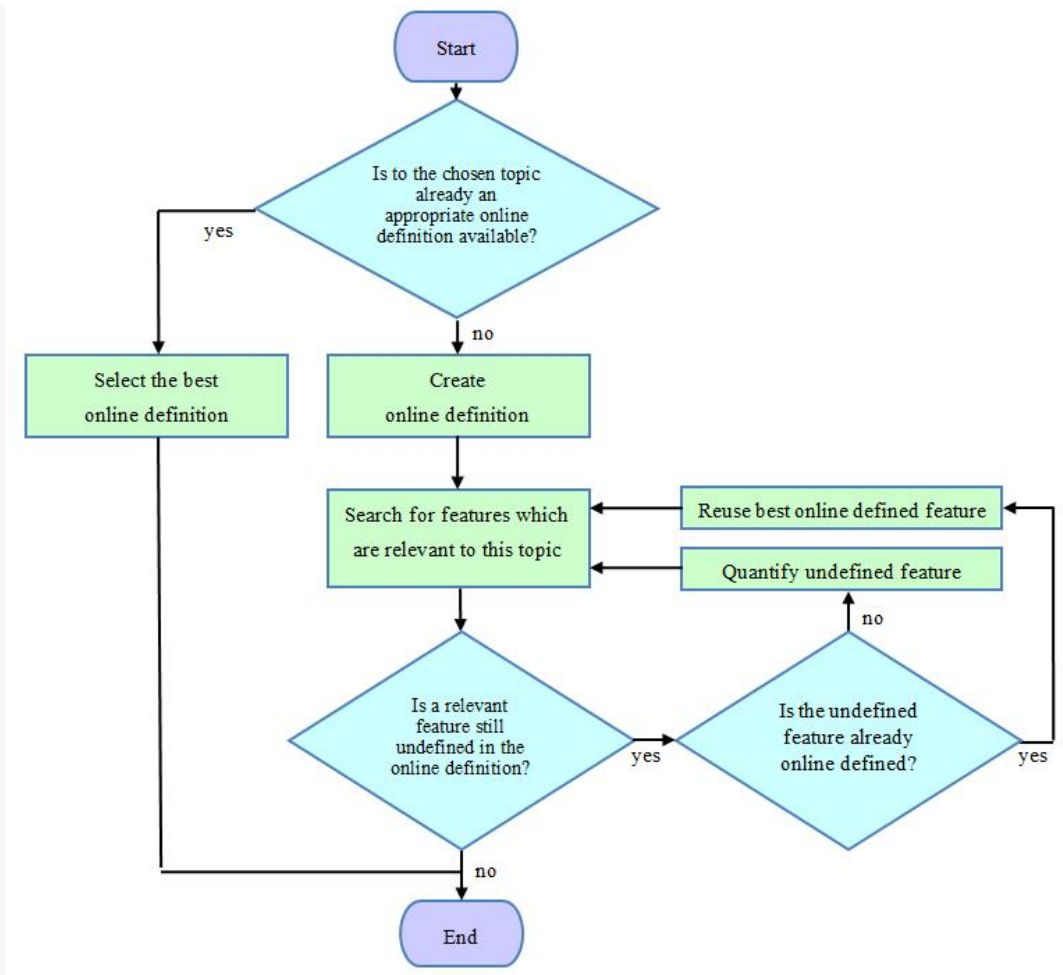 Start
Is to the chosen topic
already an
appropriate online
definition available?
yes
no
Select the best
online definition
Create
online definition
Search for features which
are relevant to this topic
Reuse best online defined feature
Quantify undefined feature
no
Is a relevant
feature still
undefined in the
online definition?
yes
Is the undefined
feature already
online defined?
yes
no
End